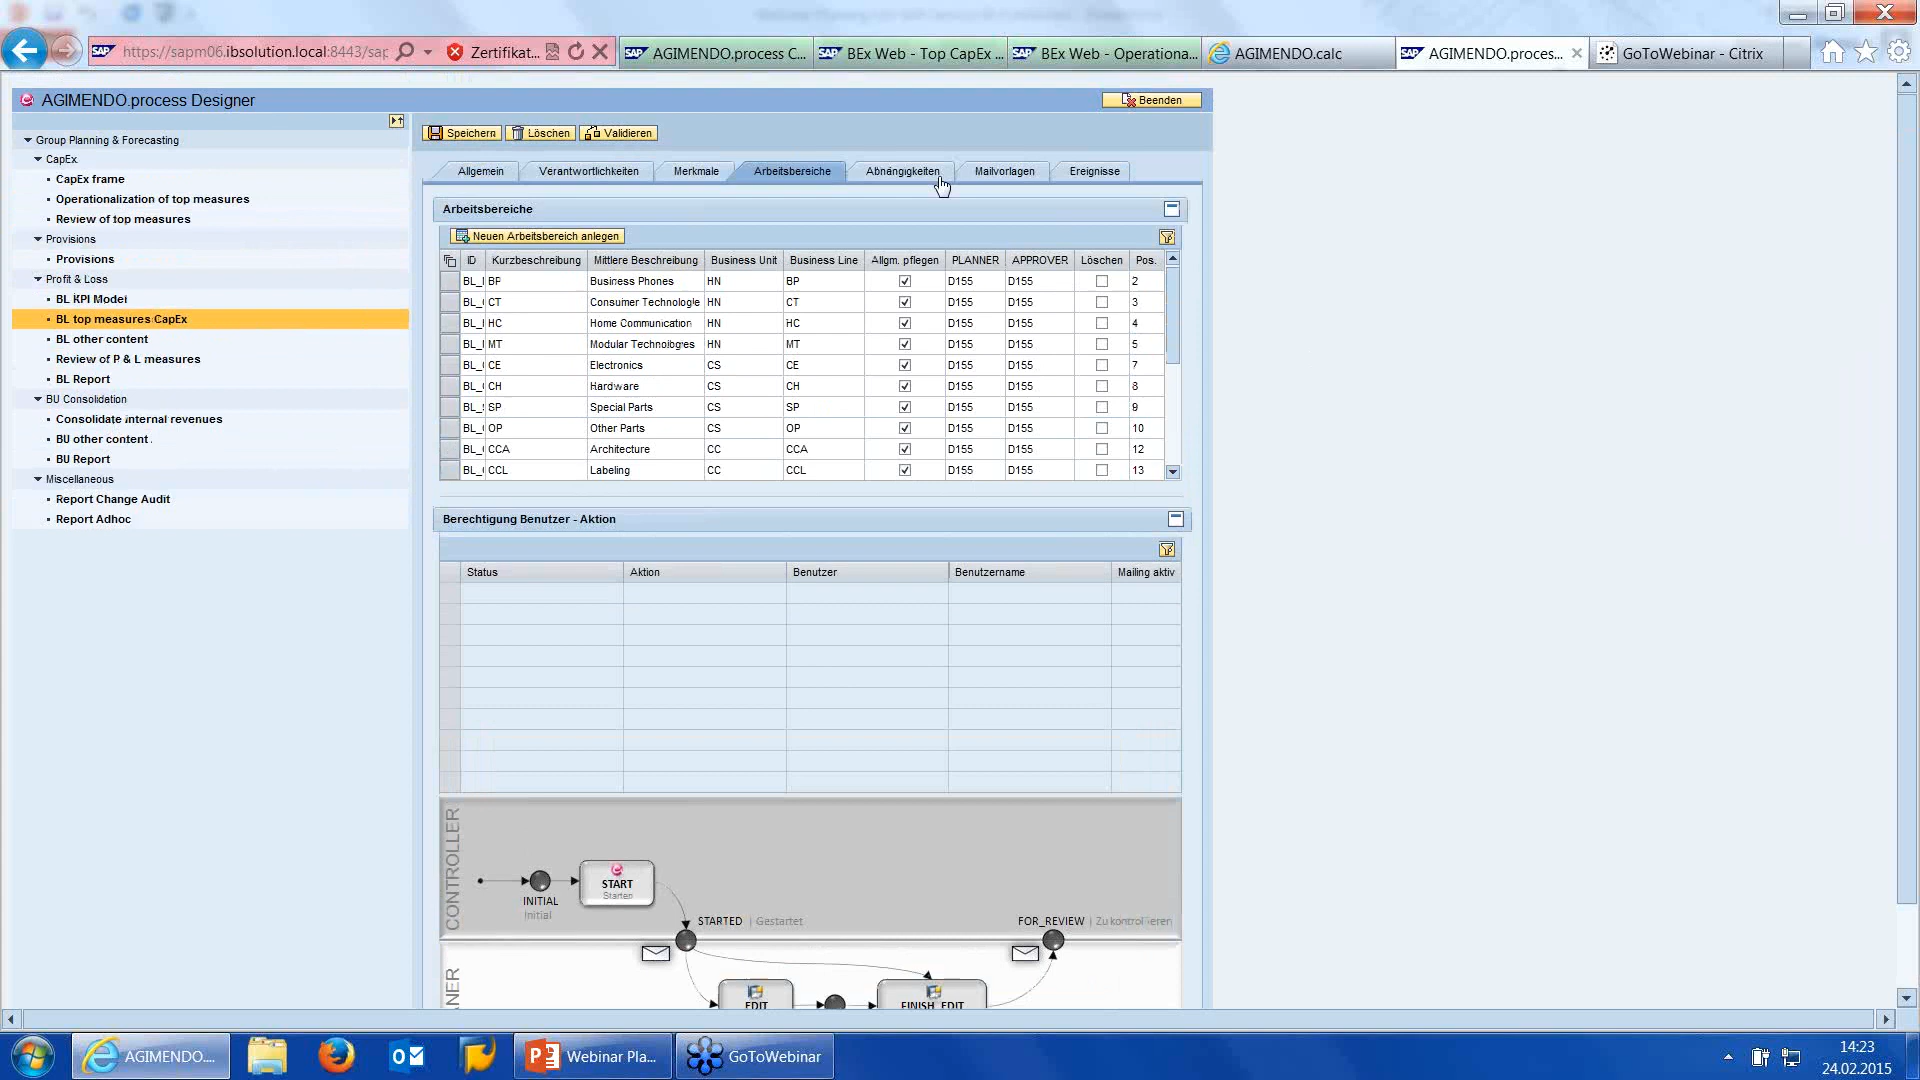 https://sapm06.ibsolution.local:8443/sap
Zertifikat...
AGIMENDO.process C...
BEx Web - Top CapEx ...
BEx Web - Operationa...
AGIMENDO.calc
AGIMENDO.proces...
GoToWebinar - Citrix
AGIMENDO.process Designer
Beenden
Group Planning & Forecasting
CapEx
CapEx frame
Operationalization of top measures
Review of top measures
Provisions
Provisions
Profit & Loss
BL KPI Model
BL top measures CapEx
BL other content
Review of P & L measures
BL Report
BU Consolidation
Consolidate internal revenues
BU other content
BU Report
Miscellaneous
Report Change Audit
Report Adhoc
Speichern Löschen Validieren
Allgemein Verantwortlichkeiten Merkmale Arbeitsbereiche Abhängigkeiten Mailvorlagen Ereignisse
Arbeitsbereiche
Neuen Arbeitsbereich anlegen
ID Kurzbeschreibung Mittlere Beschreibung Business Unit Business Line Allgm. pflegen PLANNER APPROVER Löschen Pos.
BL_ BP Business Phones HN BP D155 D155 2
BL_ CT Consumer Technologie HN CT D155 D155 3
BL_ HC Home Communication HN HC D155 D155 4
BL_ MT Modular Technologies HN MT D155 D155 5
BL_ CE Electronics CS CE D155 D155 7
BL_ CH Hardware CS CH D155 D155 8
BL_ SP Special Parts CS SP D155 D155 9
BL_ OP Other Parts CS OP D155 D155 10
BL_ CCA Architecture CC CCA D155 D155 12
BL_ CCL Labeling CC CCL D155 D155 13
Berechtigung Benutzer - Aktion
Status Aktion Benutzer Benutzername Mailing aktiv
CONTROLLER
START
Starten
INITIAL
Initial
STARTED | Gestartet
FOR_REVIEW | Zu kontrollieren
NER
EDIT
FINISH_EDIT
AGIMENDO....
Webinar Pla...
GoToWebinar
14:23
24.02.2015